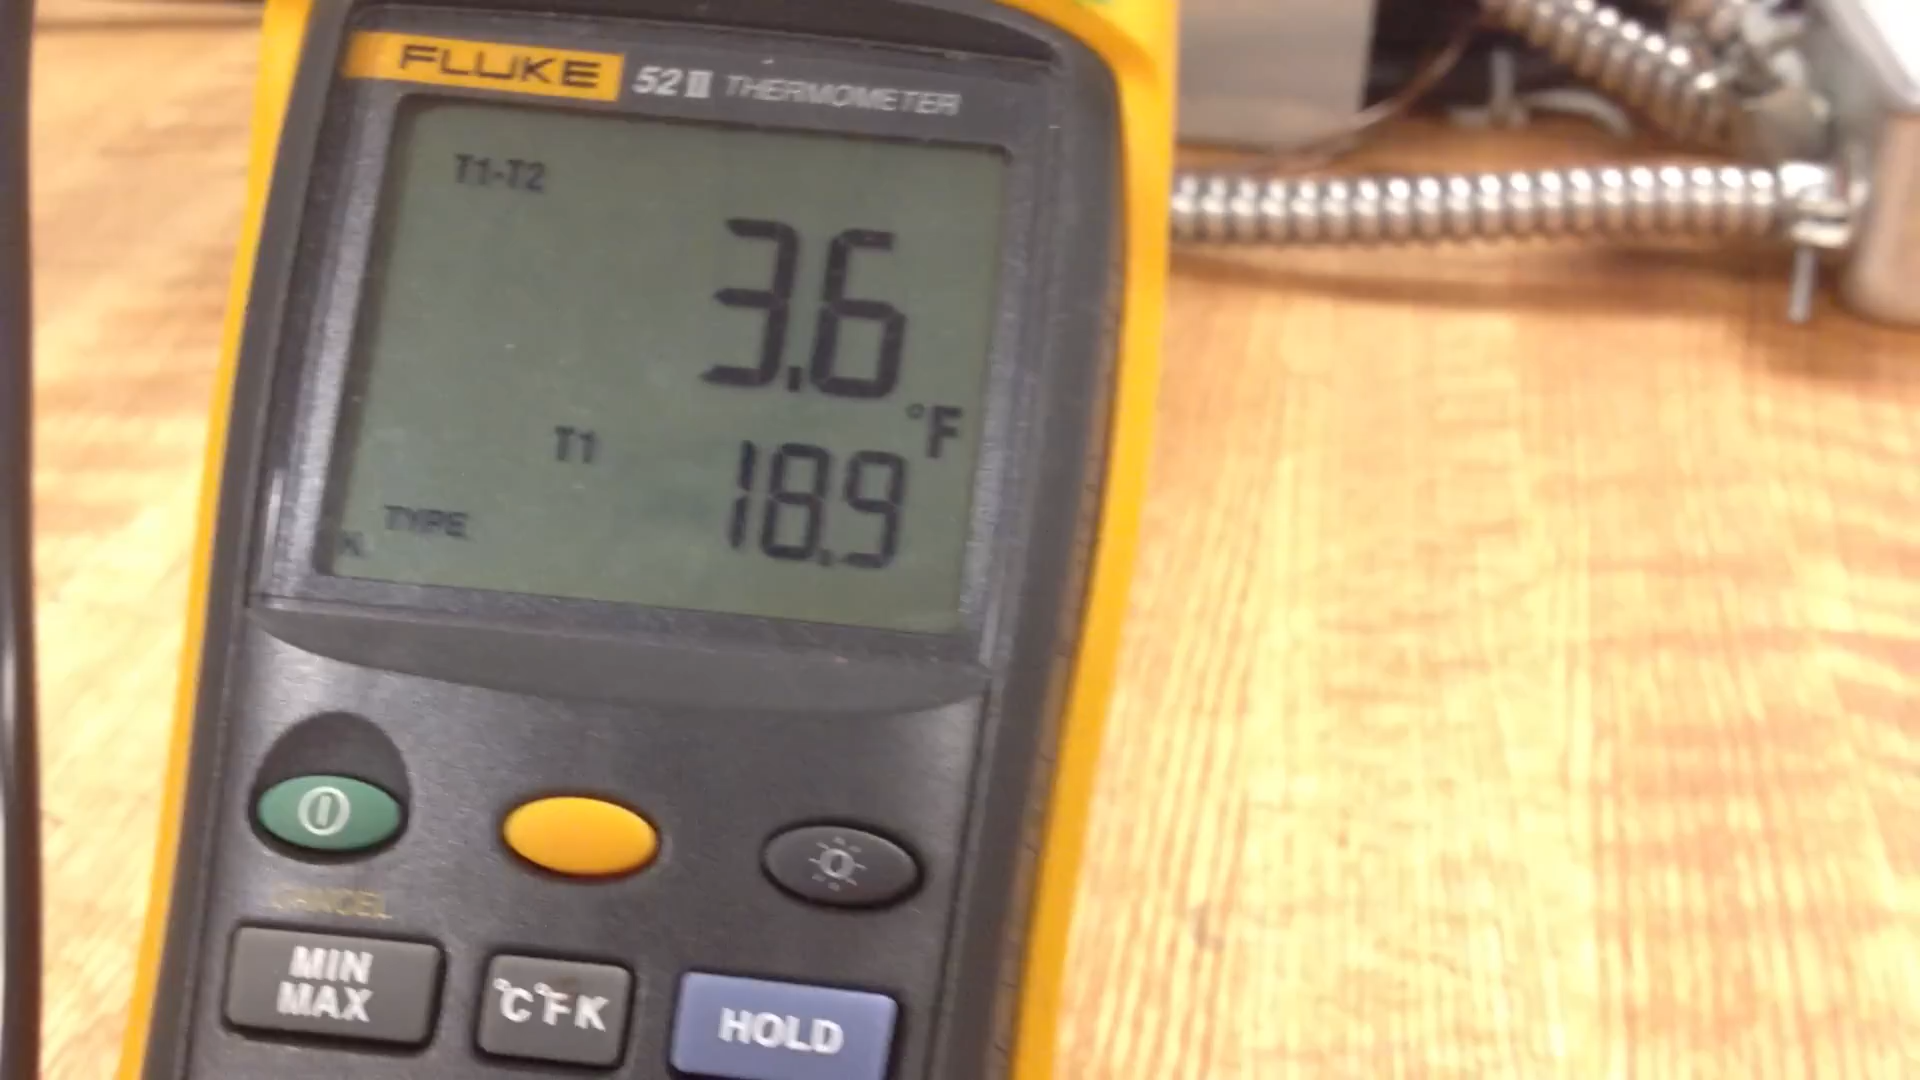 FLUKE 52 II THERMOMETER
T1-T2
3.6
°F
T1 18.9
K TYPE
CANCEL
MIN MAX
°C°F K
HOLD